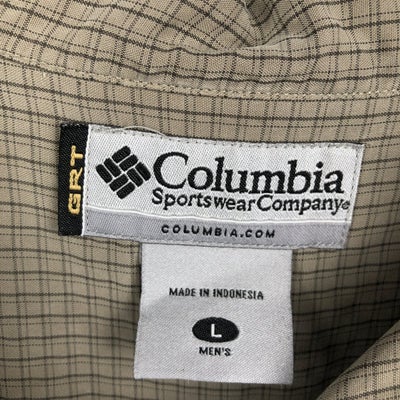 GRT
Columbia
Sportswear Company®
COLUMBIA.COM
MADE IN INDONESIA
L
MEN'S